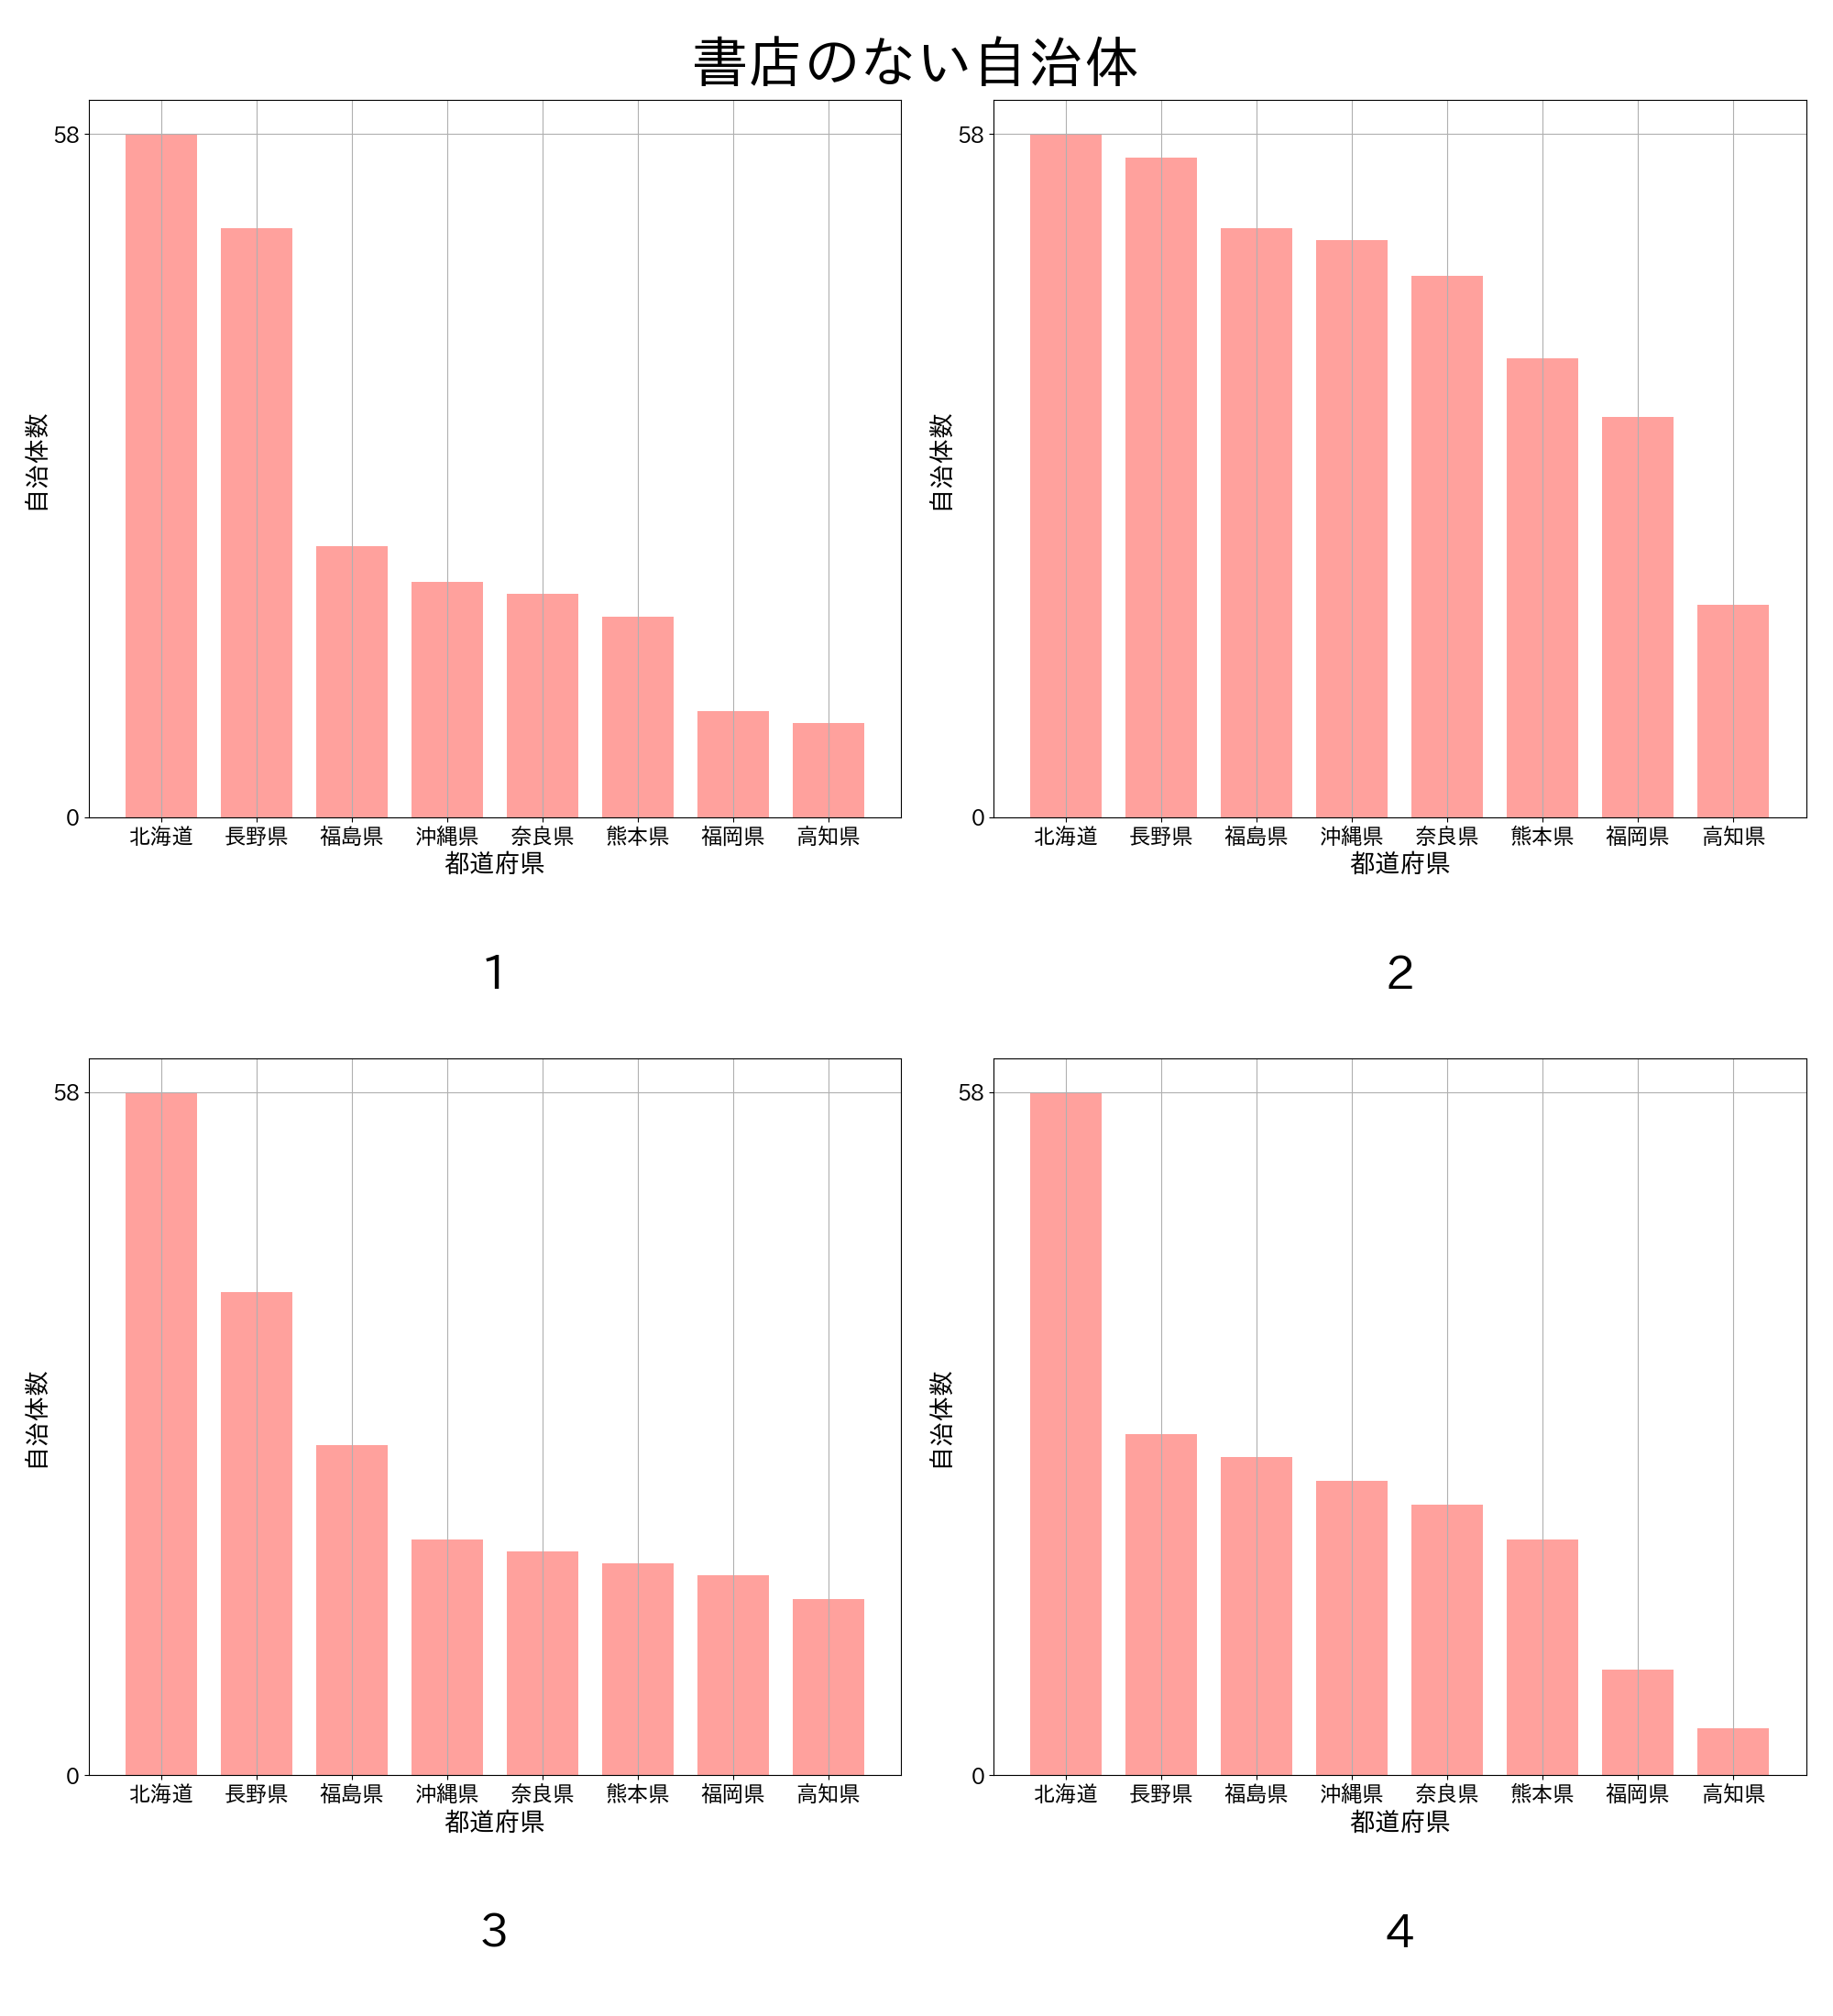 書店のない自治体
58
0
自治体数
北海道 長野県 福島県 沖縄県 奈良県 熊本県 福岡県 高知県
都道府県
1
58
0
自治体数
北海道 長野県 福島県 沖縄県 奈良県 熊本県 福岡県 高知県
都道府県
2
58
0
自治体数
北海道 長野県 福島県 沖縄県 奈良県 熊本県 福岡県 高知県
都道府県
3
58
0
自治体数
北海道 長野県 福島県 沖縄県 奈良県 熊本県 福岡県 高知県
都道府県
4